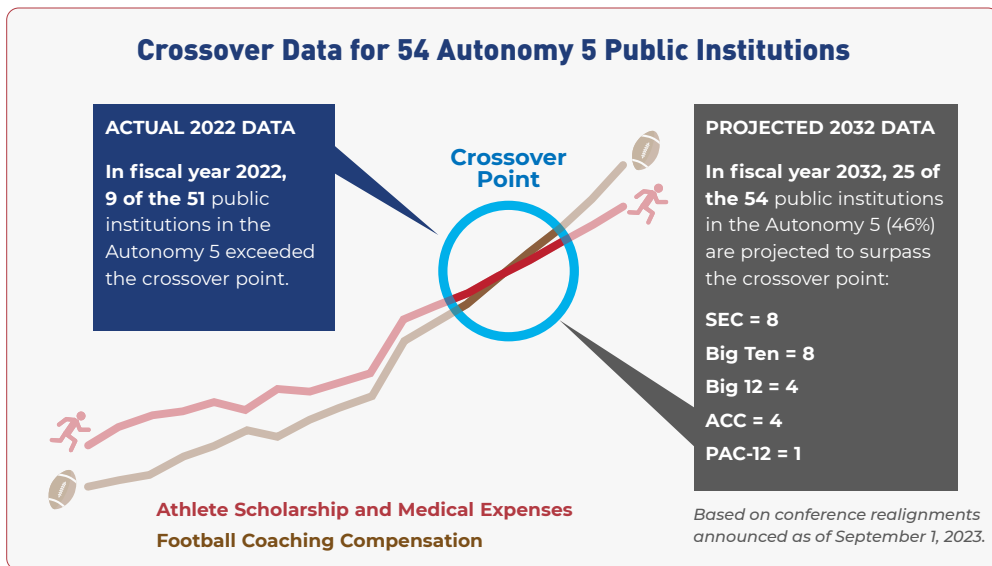 Crossover Data for 54 Autonomy 5 Public Institutions
ACTUAL 2022 DATA
In fiscal year 2022,
9 of the 51 public
institutions in the
Autonomy 5 exceeded
the crossover point.
Crossover
Point
PROJECTED 2032 DATA
In fiscal year 2032, 25 of
the 54 public institutions
in the Autonomy 5 (46%)
are projected to surpass
the crossover point:
SEC = 8
Big Ten = 8
Big 12 = 4
ACC = 4
PAC-12 = 1
Athlete Scholarship and Medical Expenses
Football Coaching Compensation
Based on conference realignments
announced as of September 1, 2023.